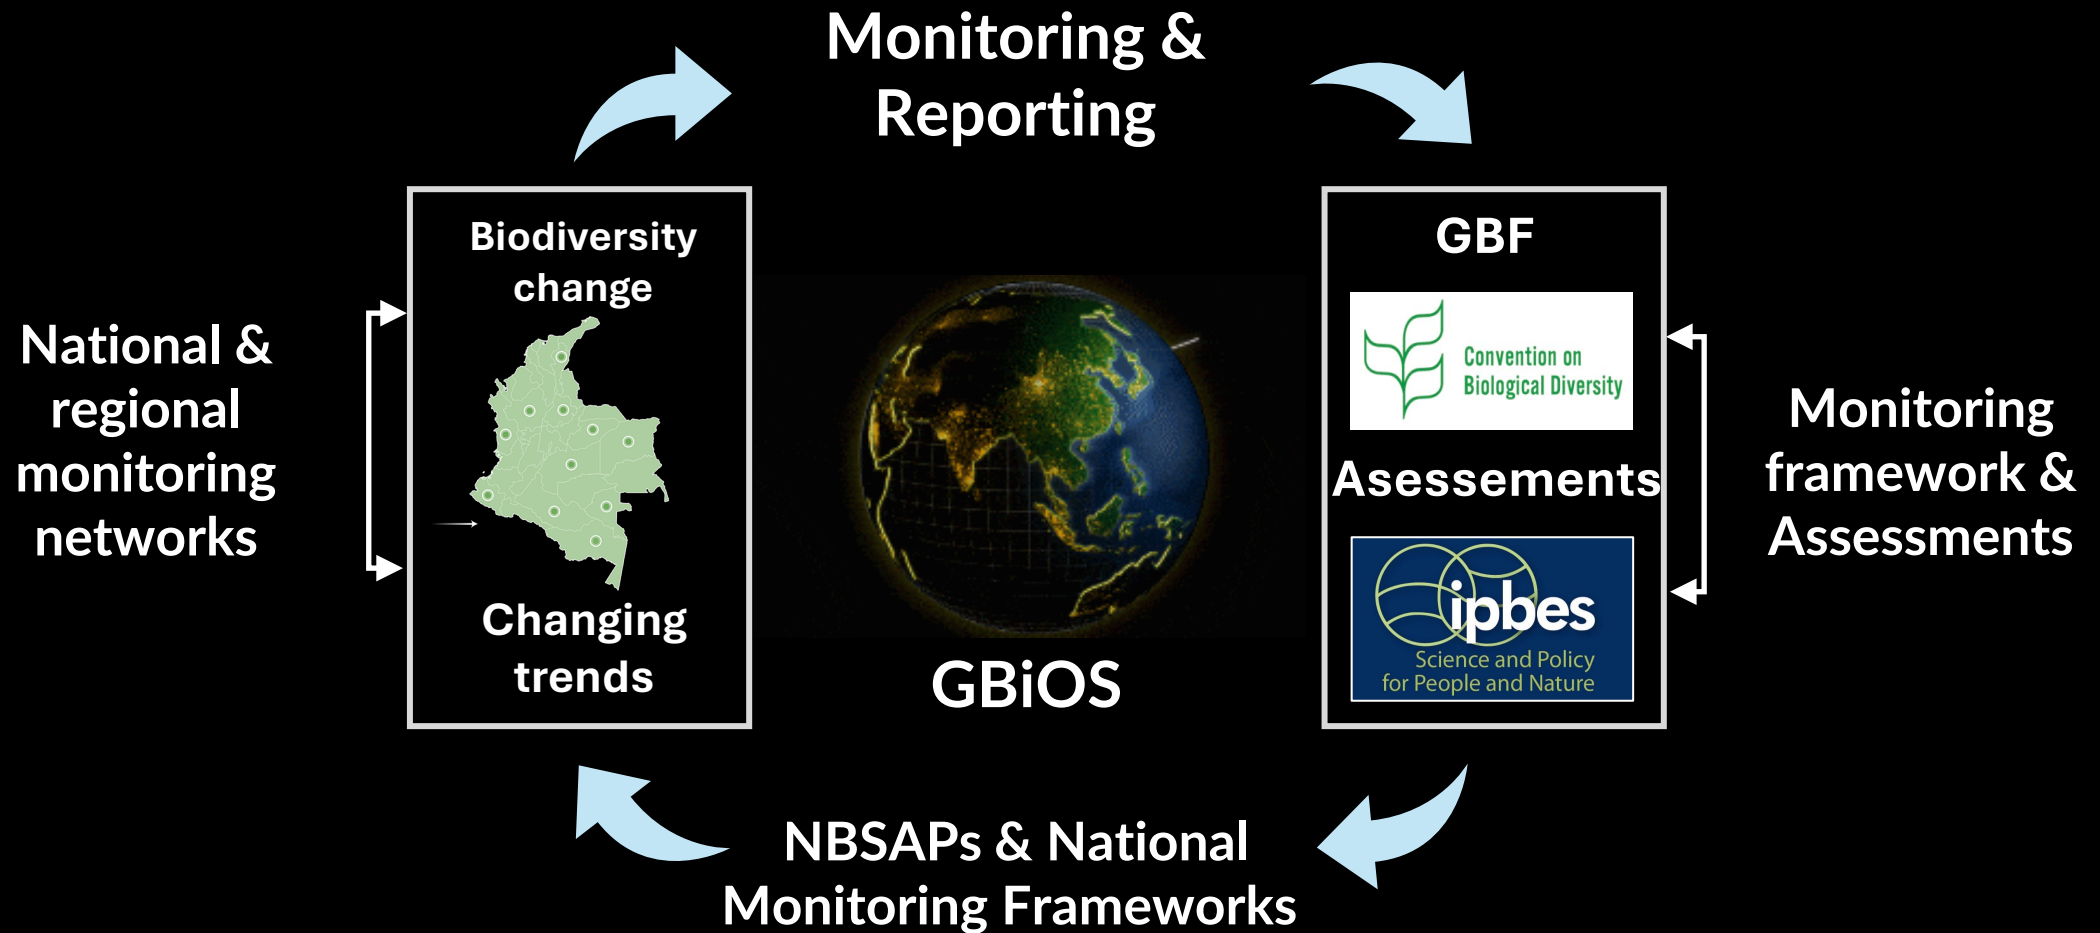 Monitoring &
Reporting
National &
regional
monitoring
networks
Biodiversity
change
Changing
trends
GBiOS
GBF
Convention on
Biological Diversity
Asessements
ipbes
Science and Policy
for People and Nature
Monitoring
framework &
Assessments
NBSAPs & National
Monitoring Frameworks